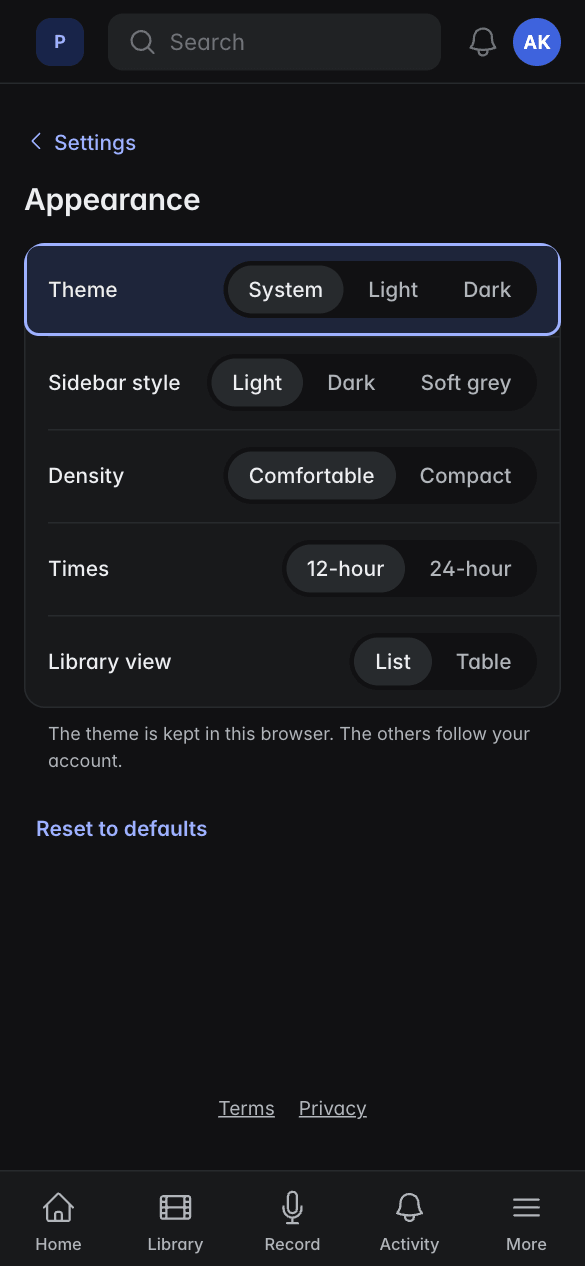 P Search AK
Settings
Appearance
Theme System Light Dark
Sidebar style Light Dark Soft grey
Density Comfortable Compact
Times 12-hour 24-hour
Library view List Table
The theme is kept in this browser. The others follow your
account.
Reset to defaults
Terms Privacy
Home Library Record Activity More